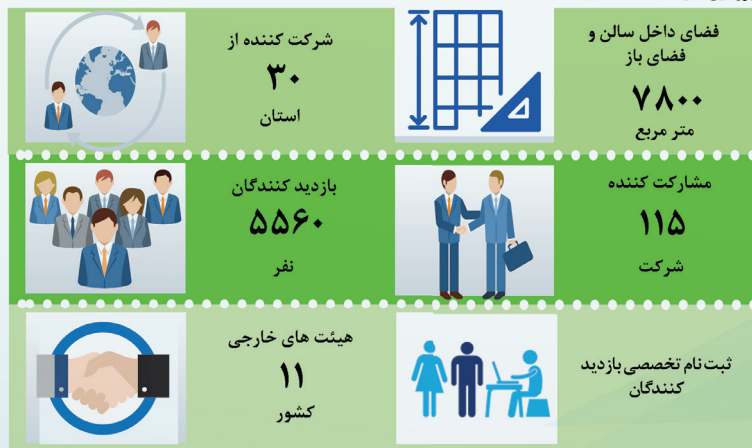 فضای داخل سالن و
فضای باز
۷۸۰۰
متر مربع
شرکت کننده از
۳۰
استان
مشارکت کننده
۱۱۵
شرکت
بازدید کنندگان
۵۵۶۰
نفر
ثبت نام تخصصی بازدید
کنندگان
هیئت های خارجی
۱۱
کشور